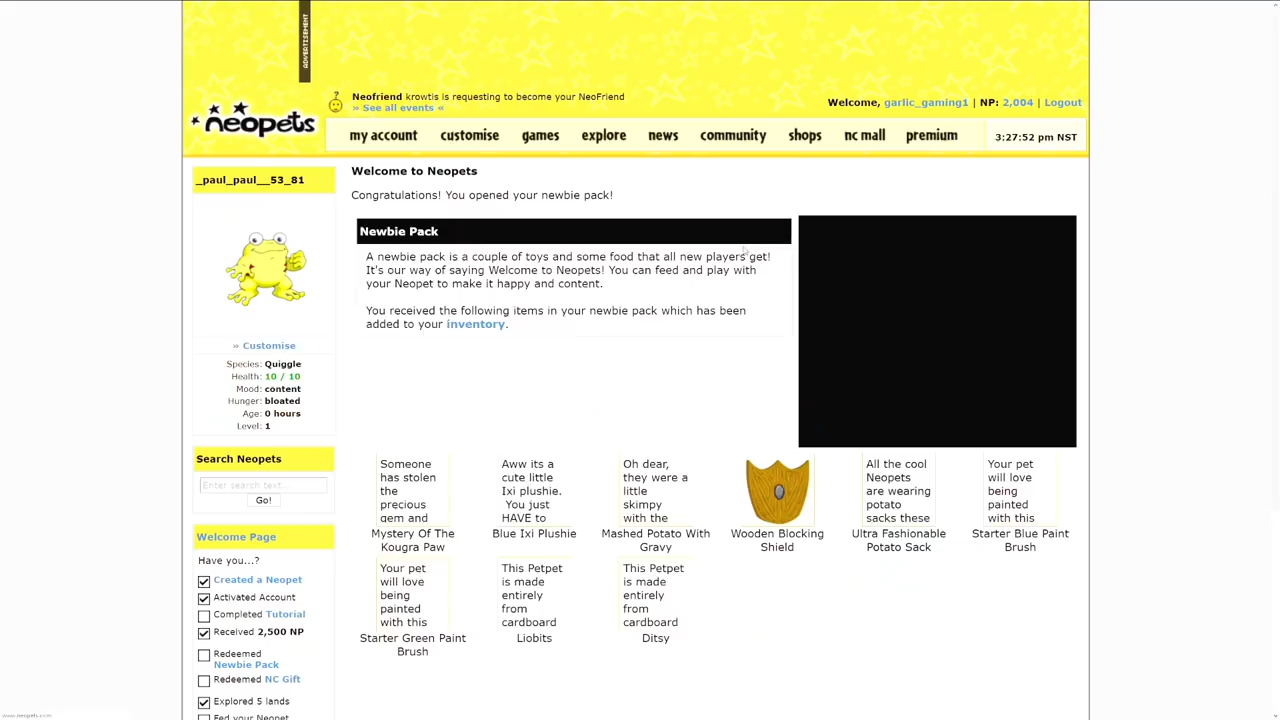 ADVERTISEMENT
Neofriend krowtis is requesting to become your NeoFriend
» See all events «
Welcome, garlic_gaming1 | NP: 2,004 | Logout
neopets
my account customise games explore news community shops nc mall premium
3:27:52 pm NST
_paul_paul__53_81
» Customise
Species: Quiggle
Health: 10 / 10
Mood: content
Hunger: bloated
Age: 0 hours
Level: 1
Search Neopets
Enter search text...
Go!
Welcome Page
Have you...?
Created a Neopet
Activated Account
Completed Tutorial
Received 2,500 NP
Redeemed
Newbie Pack
Redeemed NC Gift
Explored 5 lands
Fed your Neopet
Welcome to Neopets
Congratulations! You opened your newbie pack!
Newbie Pack
A newbie pack is a couple of toys and some food that all new players get!
It's our way of saying Welcome to Neopets! You can feed and play with
your Neopet to make it happy and content.
You received the following items in your newbie pack which has been
added to your inventory.
Someone
has stolen
the
precious
gem and
Mystery Of The
Kougra Paw
Aww its a
cute little
Ixi plushie.
You just
HAVE to
Blue Ixi Plushie
Oh dear,
they were a
little
skimpy
with the
Mashed Potato With
Gravy
Wooden Blocking
Shield
All the cool
Neopets
are wearing
potato
sacks these
Ultra Fashionable
Potato Sack
Your pet
will love
being
painted
with this
Starter Blue Paint
Brush
Your pet
will love
being
painted
with this
Starter Green Paint
Brush
This Petpet
is made
entirely
from
cardboard
Liobits
This Petpet
is made
entirely
from
cardboard
Ditsy
www.neopets.com